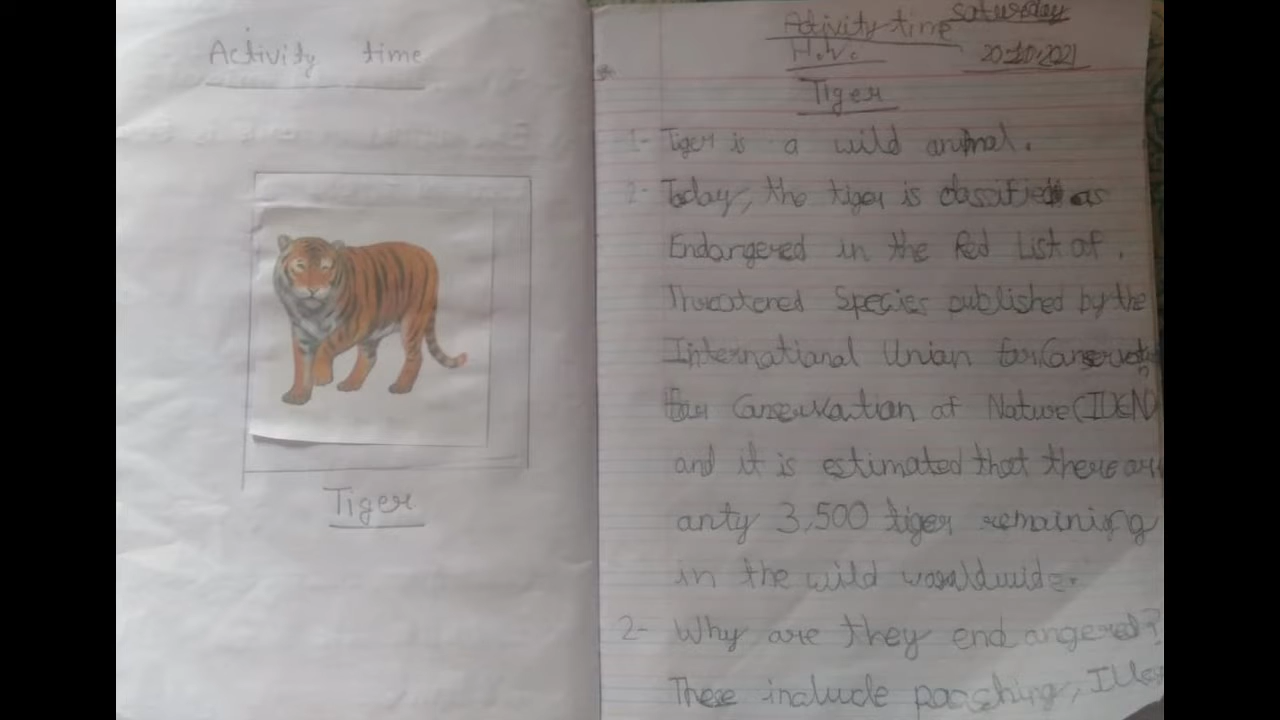 Activity time
Tiger
Saturday
Ativity time
H.W.
20.10.2021
Tiger
1- Tiger is a wild animal.
2- Today, the tiger is classified as
Endangered in the Red List of
Threatened Species published by the
International Union for Conservation
for Conservation of Nature (IUCN)
and it is estimated that there are
anty 3,500 tiger remaining
in the wild worldwide.
2- Why are they endangered?
These include poaching,